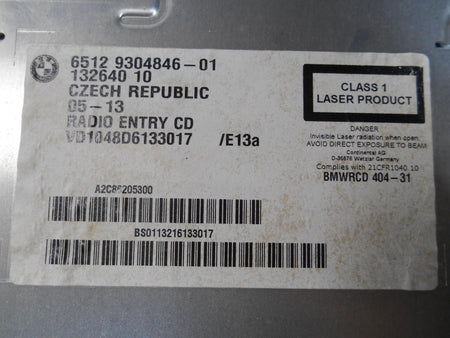 6512 9304846-01
132640 10
CZECH REPUBLIC
05-13
RADIO ENTRY CD
VD1048D6133017 /E13a
CLASS 1
LASER PRODUCT
DANGER
Invisible Laser radiation when open.
AVOID DIRECT EXPOSURE TO BEAM
Continental AG
D-35578 Wetzlar Germany
Complies with 21CFR1040.10
BMWRCD 404-31
A2C86205300
BS0113216133017